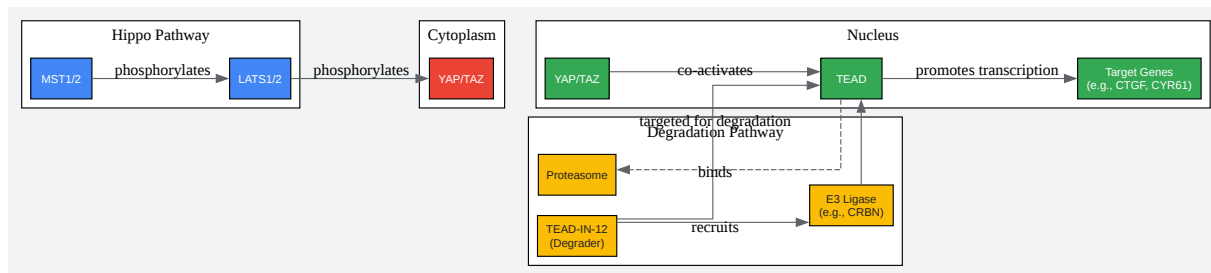 Hippo Pathway
MST1/2
phosphorylates
LATS1/2
phosphorylates
Cytoplasm
YAP/TAZ
Nucleus
YAP/TAZ
co-activates
TEAD
promotes transcription
Target Genes
(e.g., CTGF, CYR61)
targeted for degradation
Degradation Pathway
Proteasome
binds
TEAD-IN-12
(Degrader)
recruits
E3 Ligase
(e.g., CRBN)